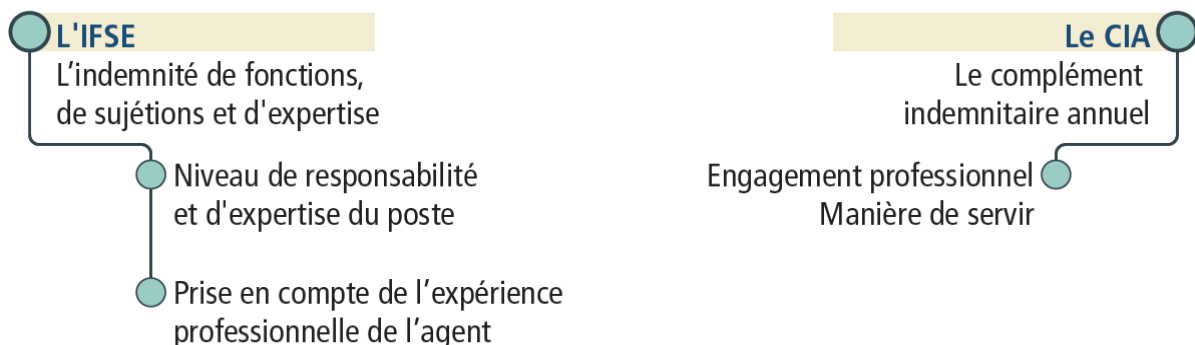 L'IFSE
L’indemnité de fonctions,
de sujétions et d'expertise
Niveau de responsabilité
et d'expertise du poste
Prise en compte de l’expérience
professionnelle de l’agent
Le CIA
Le complément
indemnitaire annuel
Engagement professionnel
Manière de servir